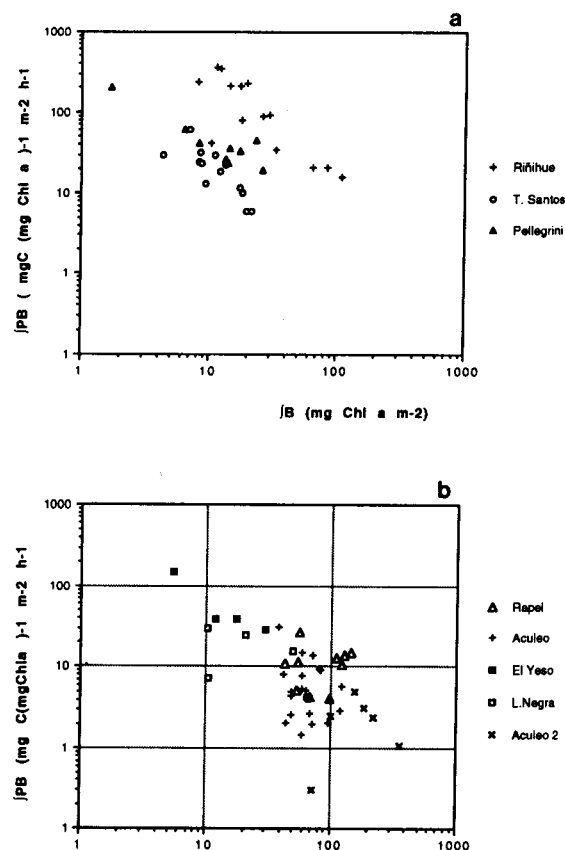 a
1000
100
10
1
1
1 10 100 1000
∫PB ( mgC (mg Chl a )-1 m-2 h-1
∫B (mg Chl a m-2)
Riñihue
T. Santos
Pellegrini
b
1000
100
10
1
1
1 10 100 1000
∫PB (mg C(mgChla )-1 m-2 h-1
Rapel
Aculeo
El Yeso
L.Negra
Aculeo 2